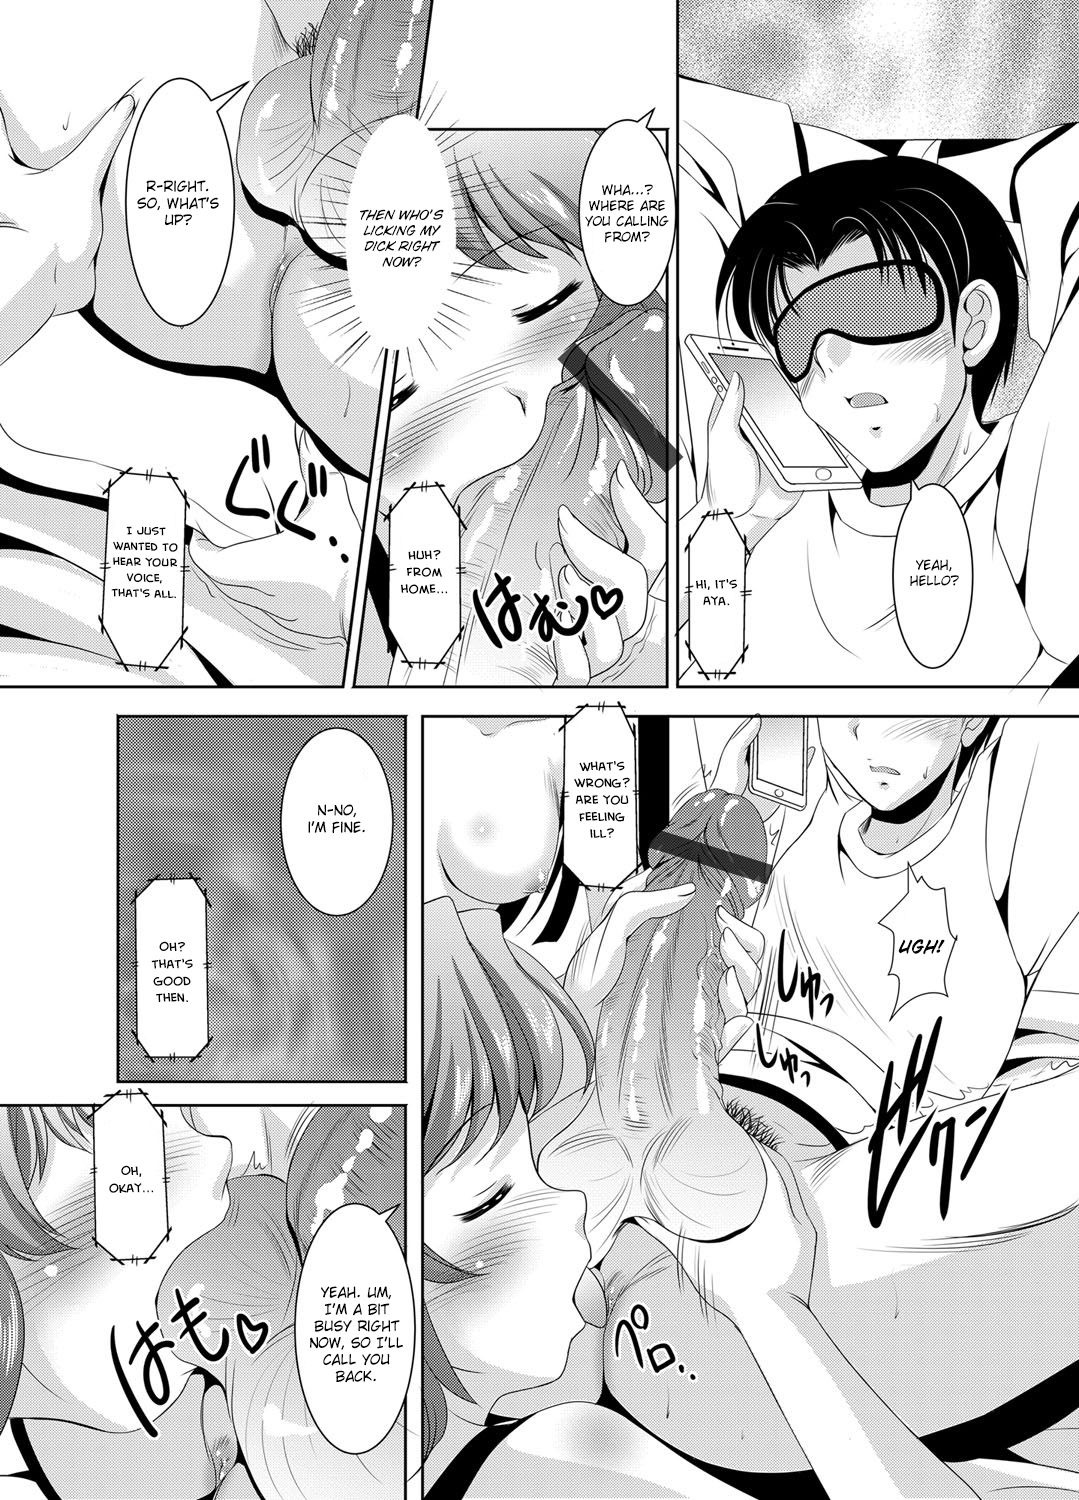 YEAH,
HELLO?
HI, IT'S
AYA.
WHA...?
WHERE ARE
YOU CALLING
FROM?
HUH?
FROM
HOME...
はむ♡
THEN WHO'S
LICKING MY
DICK RIGHT
NOW?
R-RIGHT.
SO, WHAT'S
UP?
I JUST
WANTED TO
HEAR YOUR
VOICE,
THAT'S ALL.
ぐぐ..
UGH!
WHAT'S
WRONG?
ARE YOU
FEELING
ILL?
しゅっ
しゅっ
ビクン
ペロ..
N-NO,
I'M FINE.
OH?
THAT'S
GOOD
THEN.
YEAH. UM,
I'M A BIT
BUSY RIGHT
NOW, SO I'LL
CALL YOU
BACK.
OH,
OKAY...
はも♡